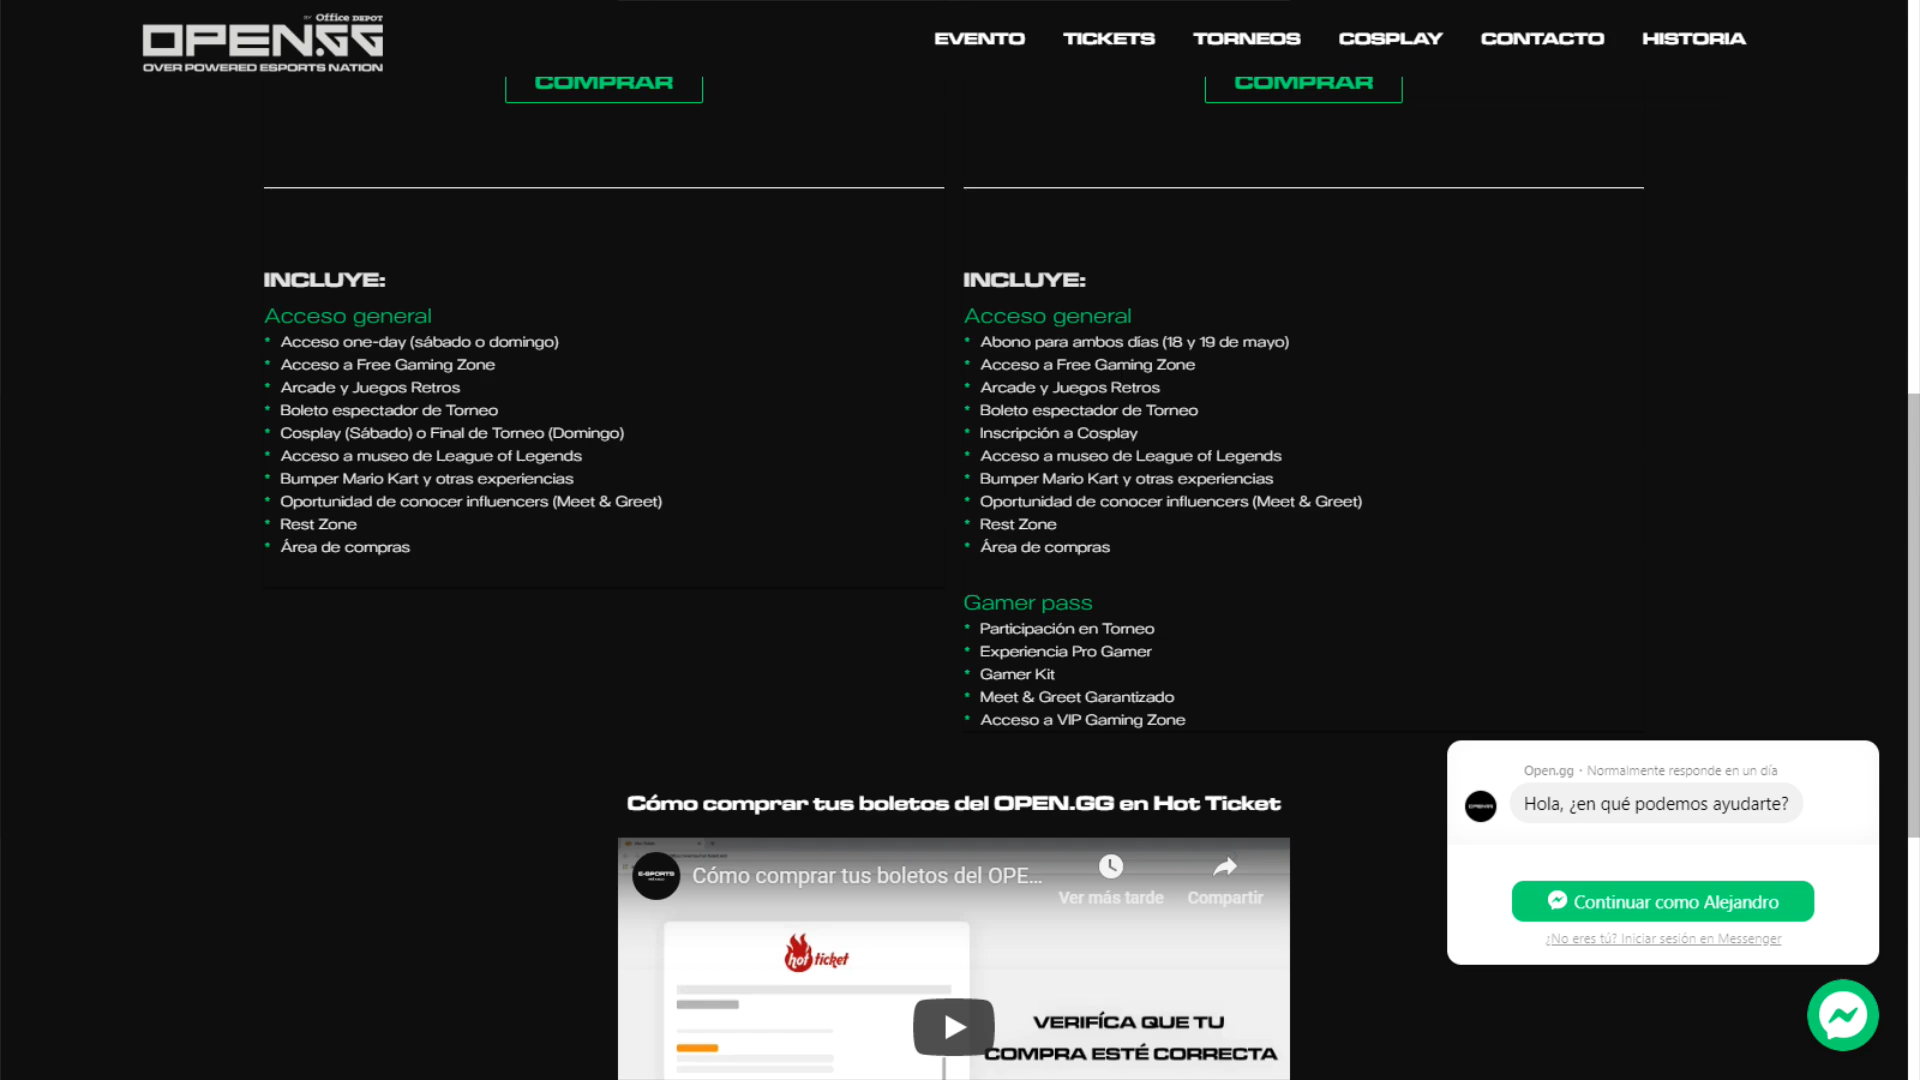 BY Office DEPOT
OPEN.GG
OVER POWERED ESPORTS NATION
EVENTO TICKETS TORNEOS COSPLAY CONTACTO HISTORIA
COMPRAR
COMPRAR
INCLUYE:
Acceso general
* Acceso one-day (sábado o domingo)
* Acceso a Free Gaming Zone
* Arcade y Juegos Retros
* Boleto espectador de Torneo
* Cosplay (Sábado) o Final de Torneo (Domingo)
* Acceso a museo de League of Legends
* Bumper Mario Kart y otras experiencias
* Oportunidad de conocer influencers (Meet & Greet)
* Rest Zone
* Área de compras
INCLUYE:
Acceso general
* Abono para ambos días (18 y 19 de mayo)
* Acceso a Free Gaming Zone
* Arcade y Juegos Retros
* Boleto espectador de Torneo
* Inscripción a Cosplay
* Acceso a museo de League of Legends
* Bumper Mario Kart y otras experiencias
* Oportunidad de conocer influencers (Meet & Greet)
* Rest Zone
* Área de compras
Gamer pass
* Participación en Torneo
* Experiencia Pro Gamer
* Gamer Kit
* Meet & Greet Garantizado
* Acceso a VIP Gaming Zone
Cómo comprar tus boletos del OPEN.GG en Hot Ticket
E-SPORTS
Cómo comprar tus boletos del OPE...
Ver más tarde
Compartir
hot ticket
VERIFÍCA QUE TU
COMPRA ESTÉ CORRECTA
Open.gg · Normalmente responde en un día
Hola, ¿en qué podemos ayudarte?
Continuar como Alejandro
¿No eres tú? Iniciar sesión en Messenger